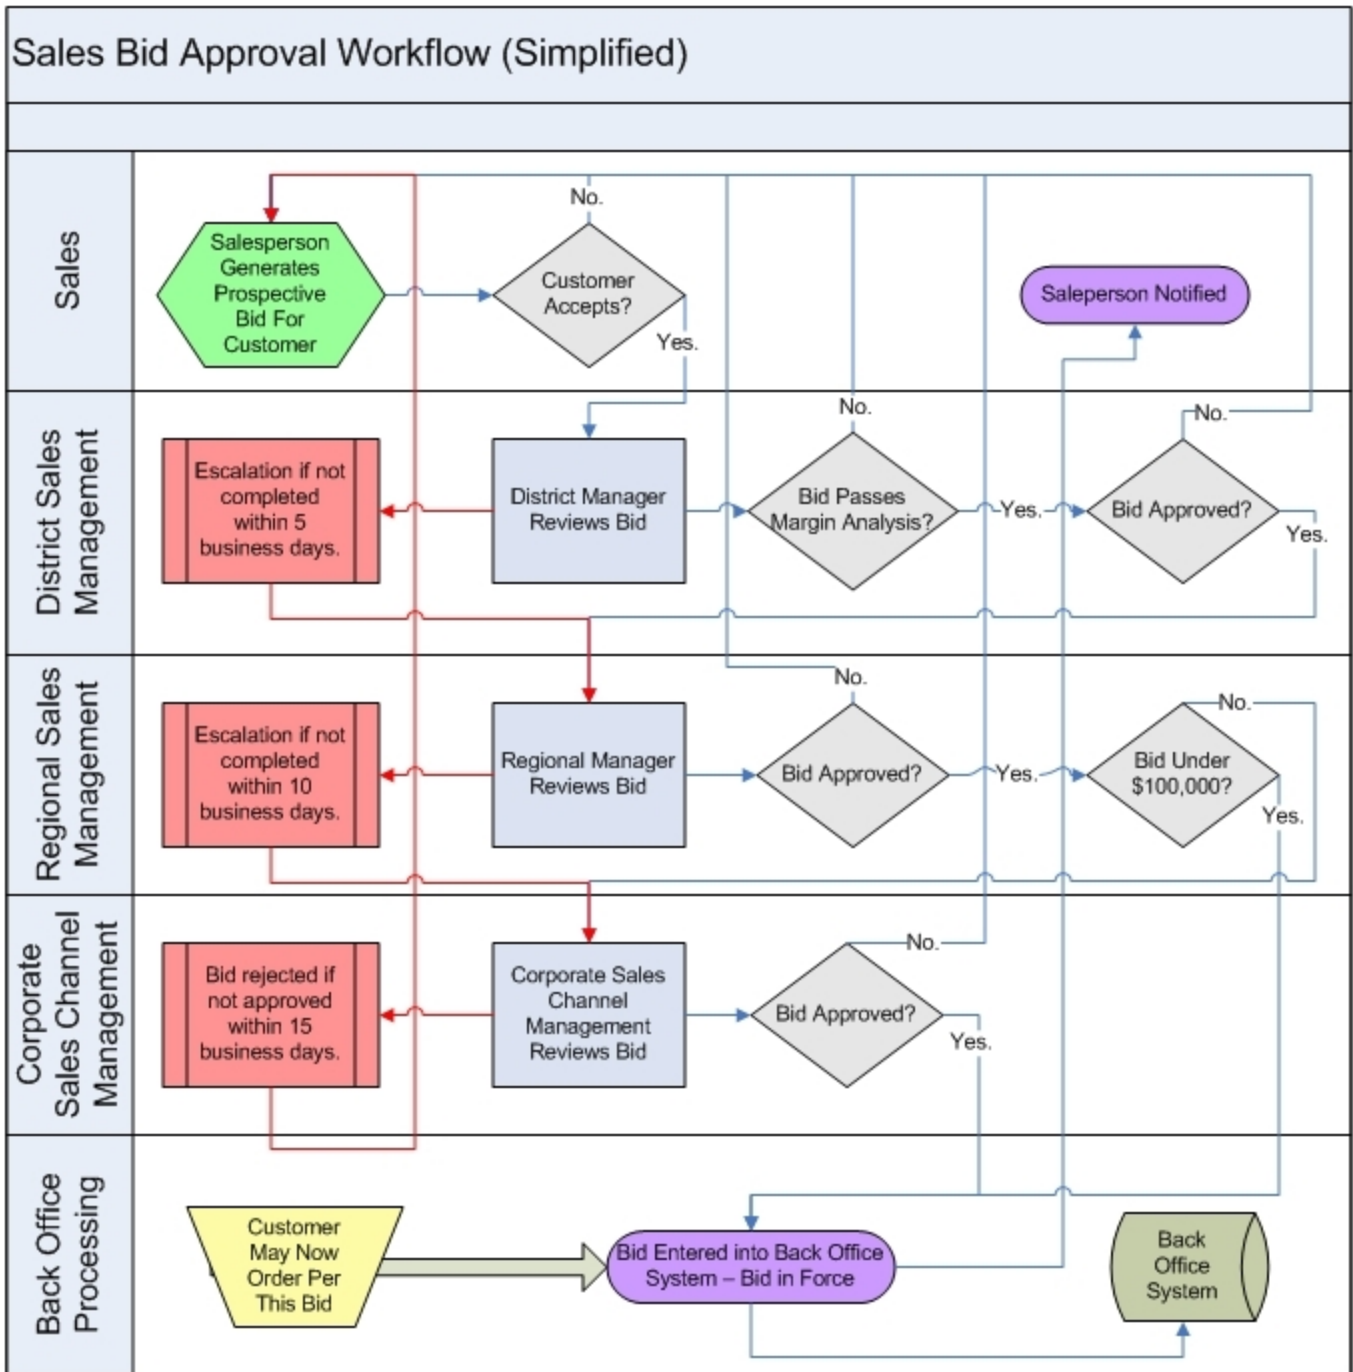 Sales Bid Approval Workflow (Simplified)
Sales
Salesperson
Generates
Prospective
Bid For
Customer
No.
Customer
Accepts?
Yes.
Saleperson Notified
District Sales
Management
Escalation if not
completed
within 5
business days.
District Manager
Reviews Bid
No.
Bid Passes
Margin Analysis?
Yes.
No.
Bid Approved?
Yes.
Regional Sales
Management
Escalation if not
completed
within 10
business days.
Regional Manager
Reviews Bid
No.
Bid Approved?
Yes.
No.
Bid Under
$100,000?
Yes.
Corporate
Sales Channel
Management
Bid rejected if
not approved
within 15
business days.
Corporate Sales
Channel
Management
Reviews Bid
No.
Bid Approved?
Yes.
Back Office
Processing
Customer
May Now
Order Per
This Bid
Bid Entered into Back Office
System – Bid in Force
Back
Office
System